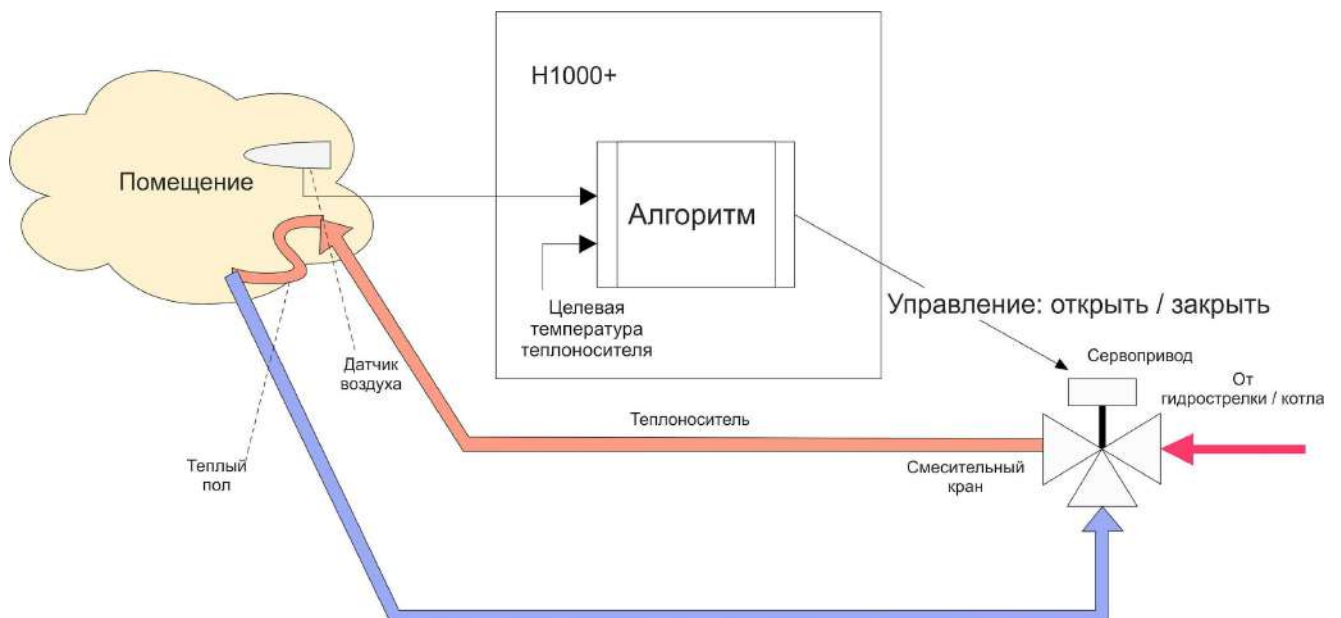 H1000+
Помещение
Алгоритм
Целевая
температура
теплоносителя
Управление: открыть / закрыть
Датчик
воздуха
Сервопривод
От
гидрострелки / котла
Теплоноситель
Теплый
пол
Смесительный
кран